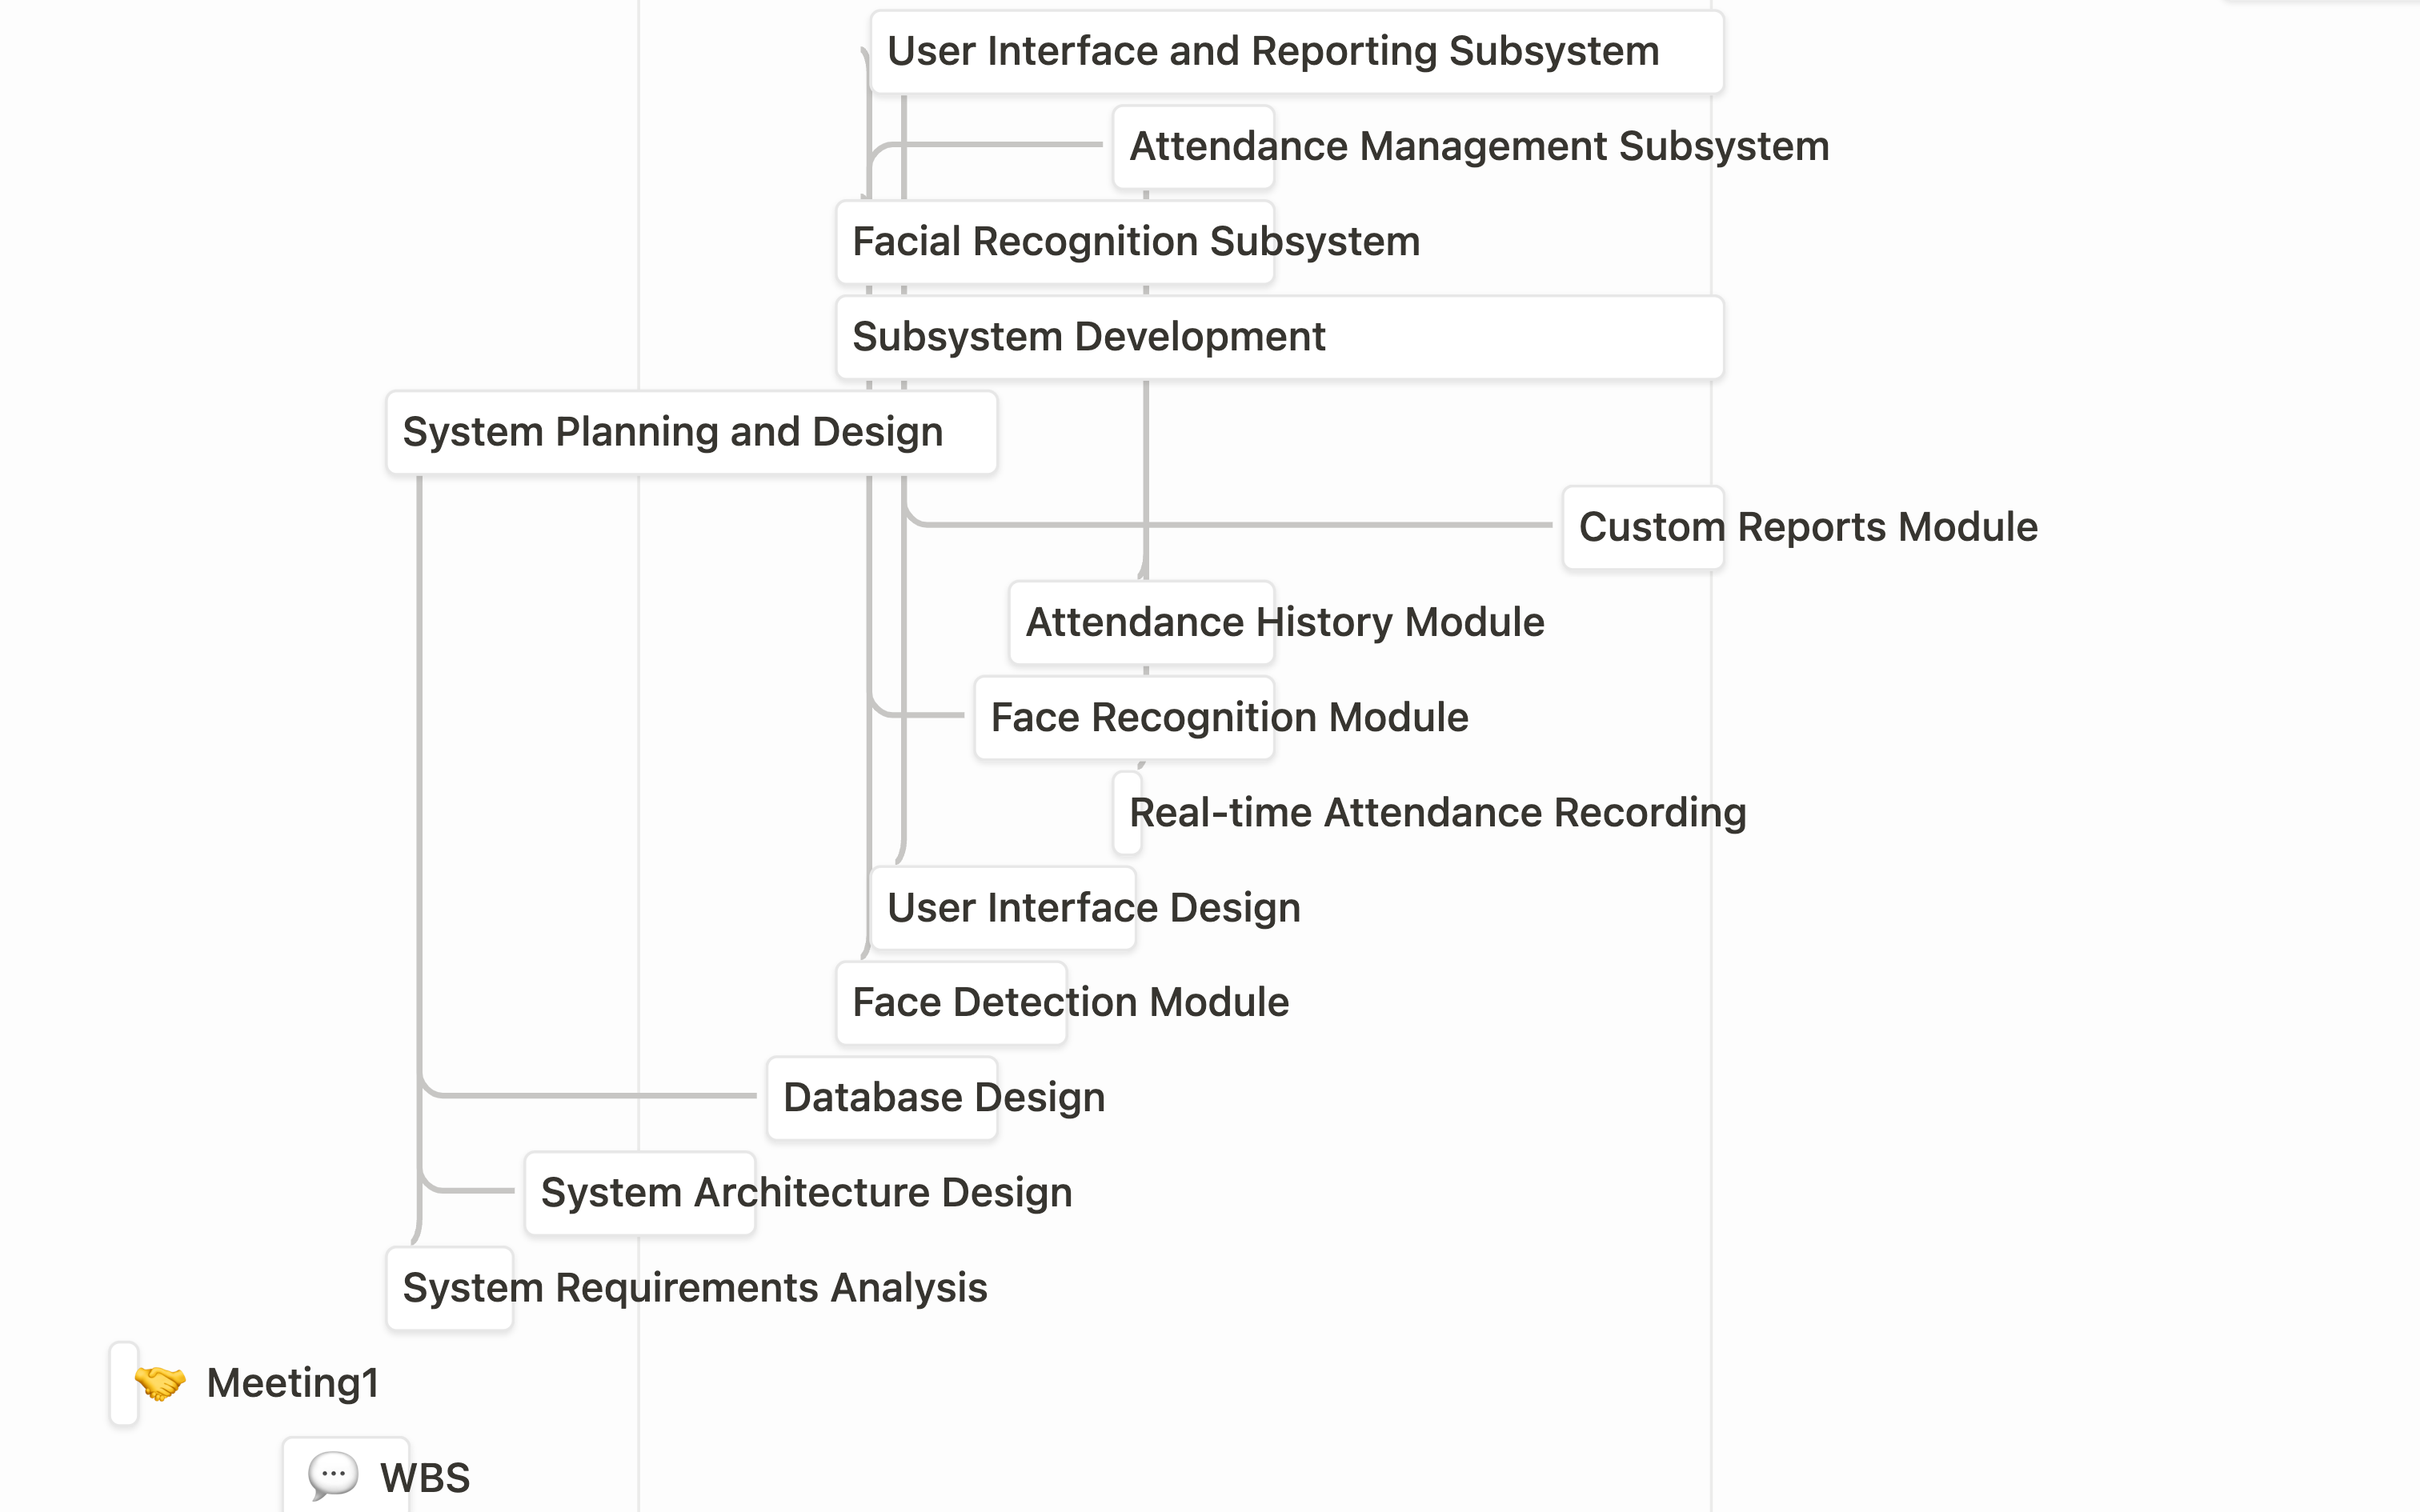 User Interface and Reporting Subsystem
Attendance Management Subsystem
Facial Recognition Subsystem
Subsystem Development
System Planning and Design
Custom Reports Module
Attendance History Module
Face Recognition Module
Real-time Attendance Recording
User Interface Design
Face Detection Module
Database Design
System Architecture Design
System Requirements Analysis
🤝 Meeting1
💬 WBS